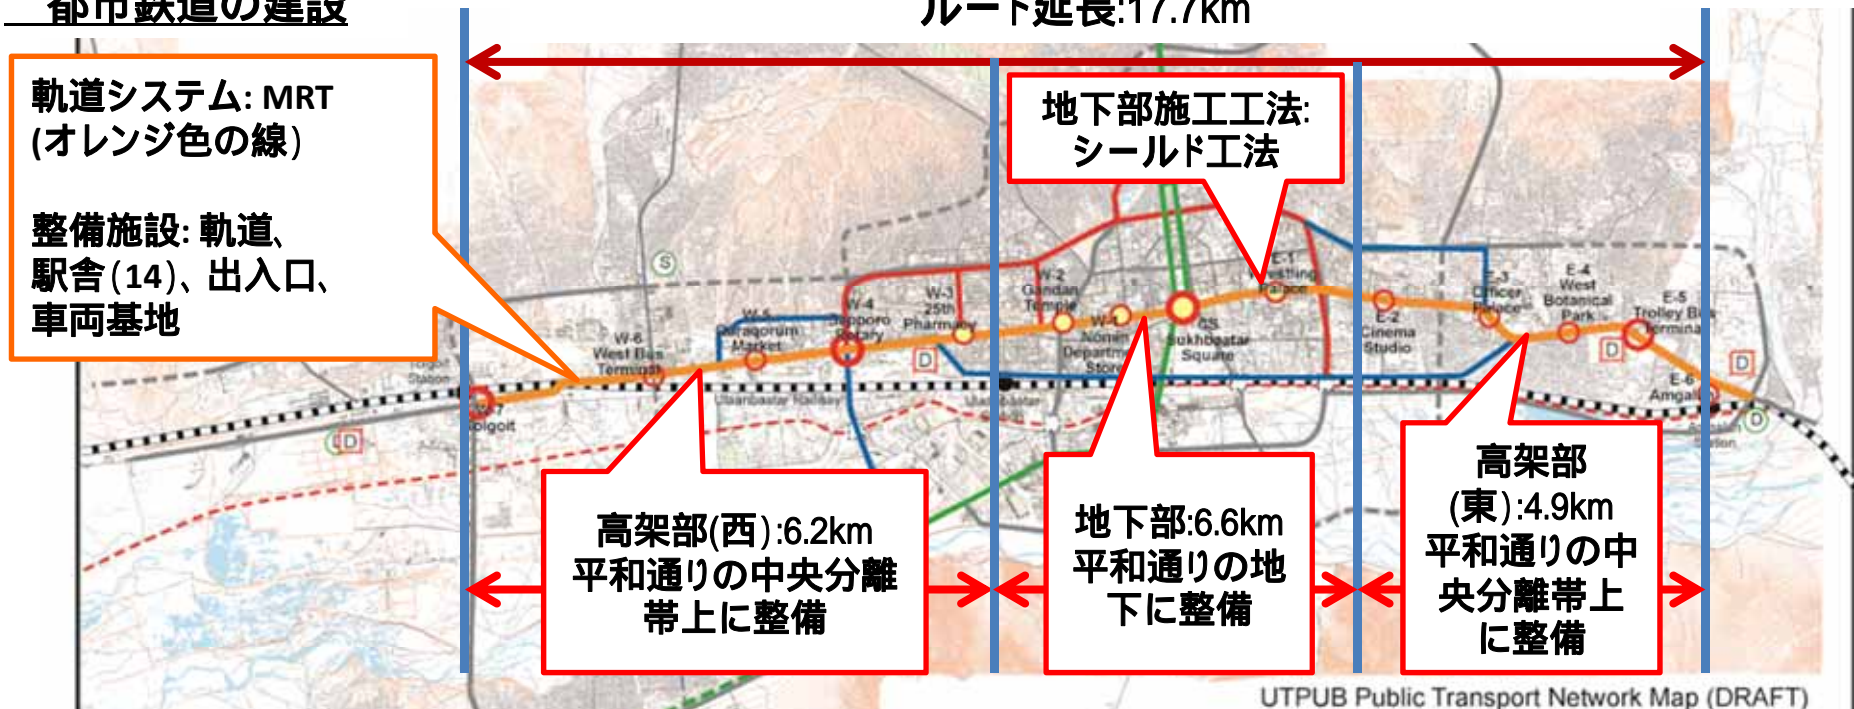 都市鉄道の建設
ルート延長:17.7km
軌道システム: MRT
(オレンジ色の線)
整備施設: 軌道、
駅舎(14)、出入口、
車両基地
地下部施工工法:
シールド工法
S
W-6
West Bus
Terminal
W-5
Qaraqorum
Market
W-4
Sapporo
Rotary
W-3
25th
Pharmacy
W-2
Gandan
Temple
W-1
Nomin
Department
Store
CS
Sukhbaatar
Square
E-1
Wrestling
Palace
E-2
Cinema
Studio
E-3
Officer
Palace
E-4
West
Botanical
Park
E-5
Trolley Bus
Terminal
E-6
Amgalan
Tolgoit
Station
W-7
Tolgoit
Ulaanbaatar Railway
Ulaanbaatar
Station
D
D
D
D
D
高架部(西):6.2km
平和通りの中央分離
帯上に整備
地下部:6.6km
平和通りの地
下に整備
高架部
(東):4.9km
平和通りの中
央分離帯上
に整備
UTPUB Public Transport Network Map (DRAFT)